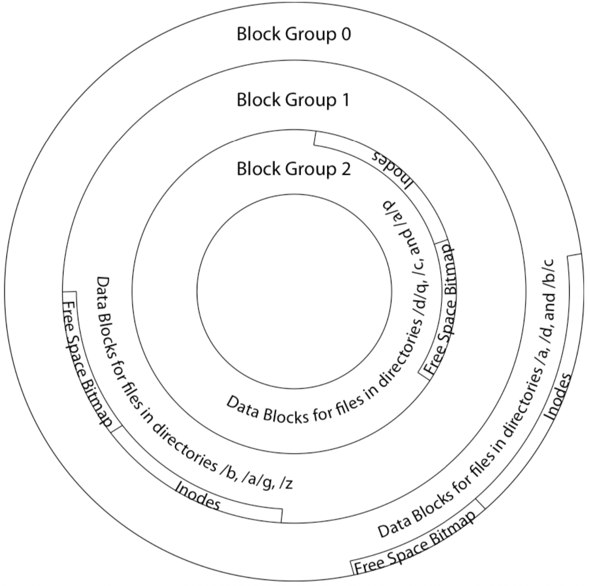 Block Group 0
Block Group 1
Block Group 2
Inodes
Free Space Bitmap
Data Blocks for files in directories /d/q, /c, and /a/p
Free Space Bitmap
Inodes
Data Blocks for files in directories /b, /a/g, /z
Inodes
Free Space Bitmap
Data Blocks for files in directories /a, /d, and /b/c